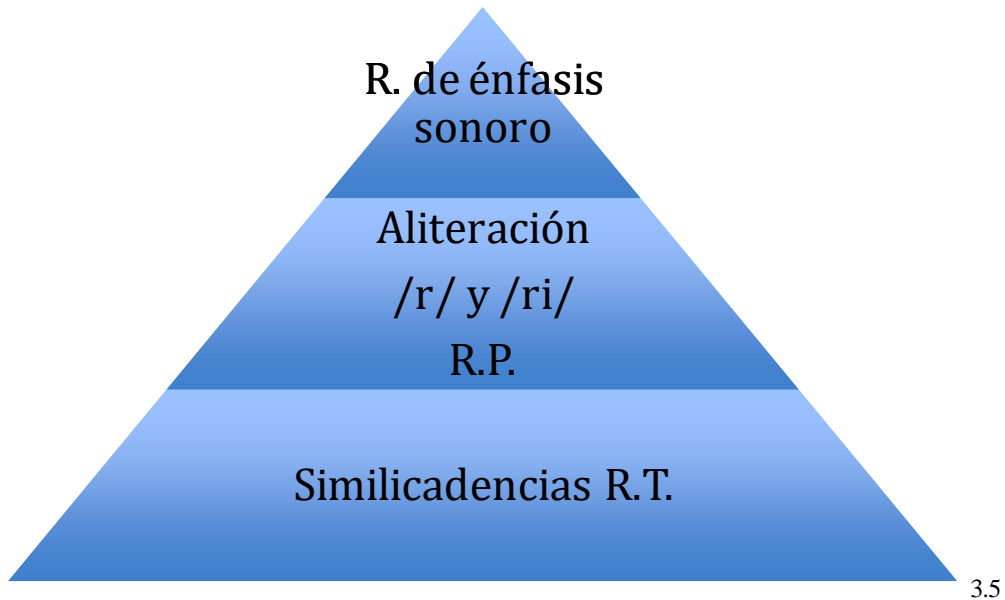 R. de énfasis
sonoro
Aliteración
/r/ y /ri/
R.P.
Similicadencias R.T.
3.5